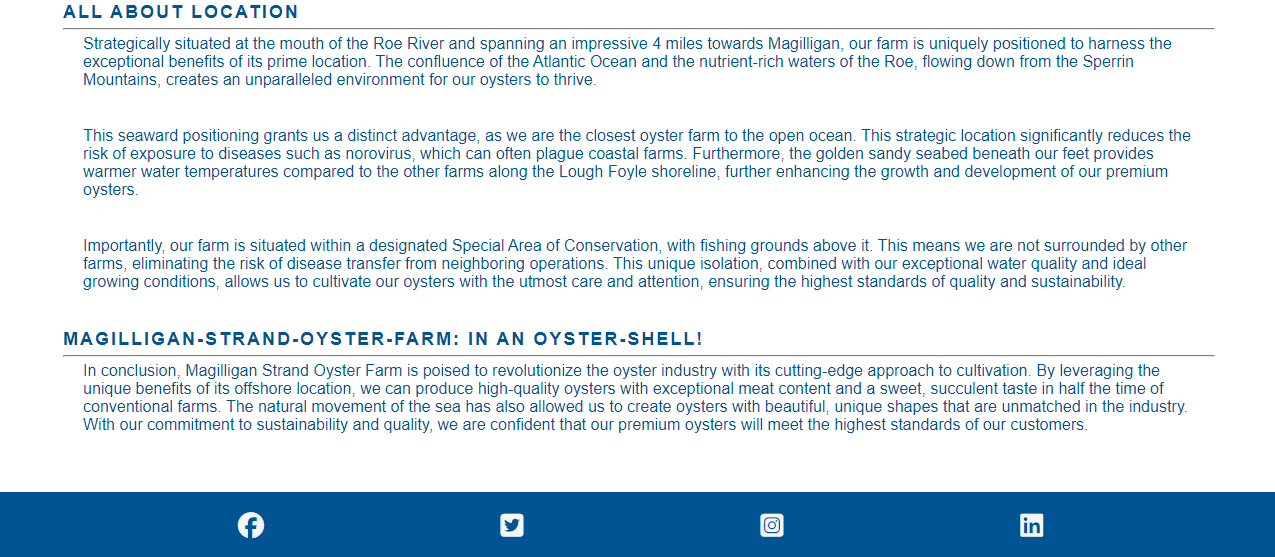 ALL ABOUT LOCATION
Strategically situated at the mouth of the Roe River and spanning an impressive 4 miles towards Magilligan, our farm is uniquely positioned to harness the
exceptional benefits of its prime location. The confluence of the Atlantic Ocean and the nutrient-rich waters of the Roe, flowing down from the Sperrin
Mountains, creates an unparalleled environment for our oysters to thrive.
This seaward positioning grants us a distinct advantage, as we are the closest oyster farm to the open ocean. This strategic location significantly reduces the
risk of exposure to diseases such as norovirus, which can often plague coastal farms. Furthermore, the golden sandy seabed beneath our feet provides
warmer water temperatures compared to the other farms along the Lough Foyle shoreline, further enhancing the growth and development of our premium
oysters.
Importantly, our farm is situated within a designated Special Area of Conservation, with fishing grounds above it. This means we are not surrounded by other
farms, eliminating the risk of disease transfer from neighboring operations. This unique isolation, combined with our exceptional water quality and ideal
growing conditions, allows us to cultivate our oysters with the utmost care and attention, ensuring the highest standards of quality and sustainability.
MAGILLIGAN-STRAND-OYSTER-FARM: IN AN OYSTER-SHELL!
In conclusion, Magilligan Strand Oyster Farm is poised to revolutionize the oyster industry with its cutting-edge approach to cultivation. By leveraging the
unique benefits of its offshore location, we can produce high-quality oysters with exceptional meat content and a sweet, succulent taste in half the time of
conventional farms. The natural movement of the sea has also allowed us to create oysters with beautiful, unique shapes that are unmatched in the industry.
With our commitment to sustainability and quality, we are confident that our premium oysters will meet the highest standards of our customers.